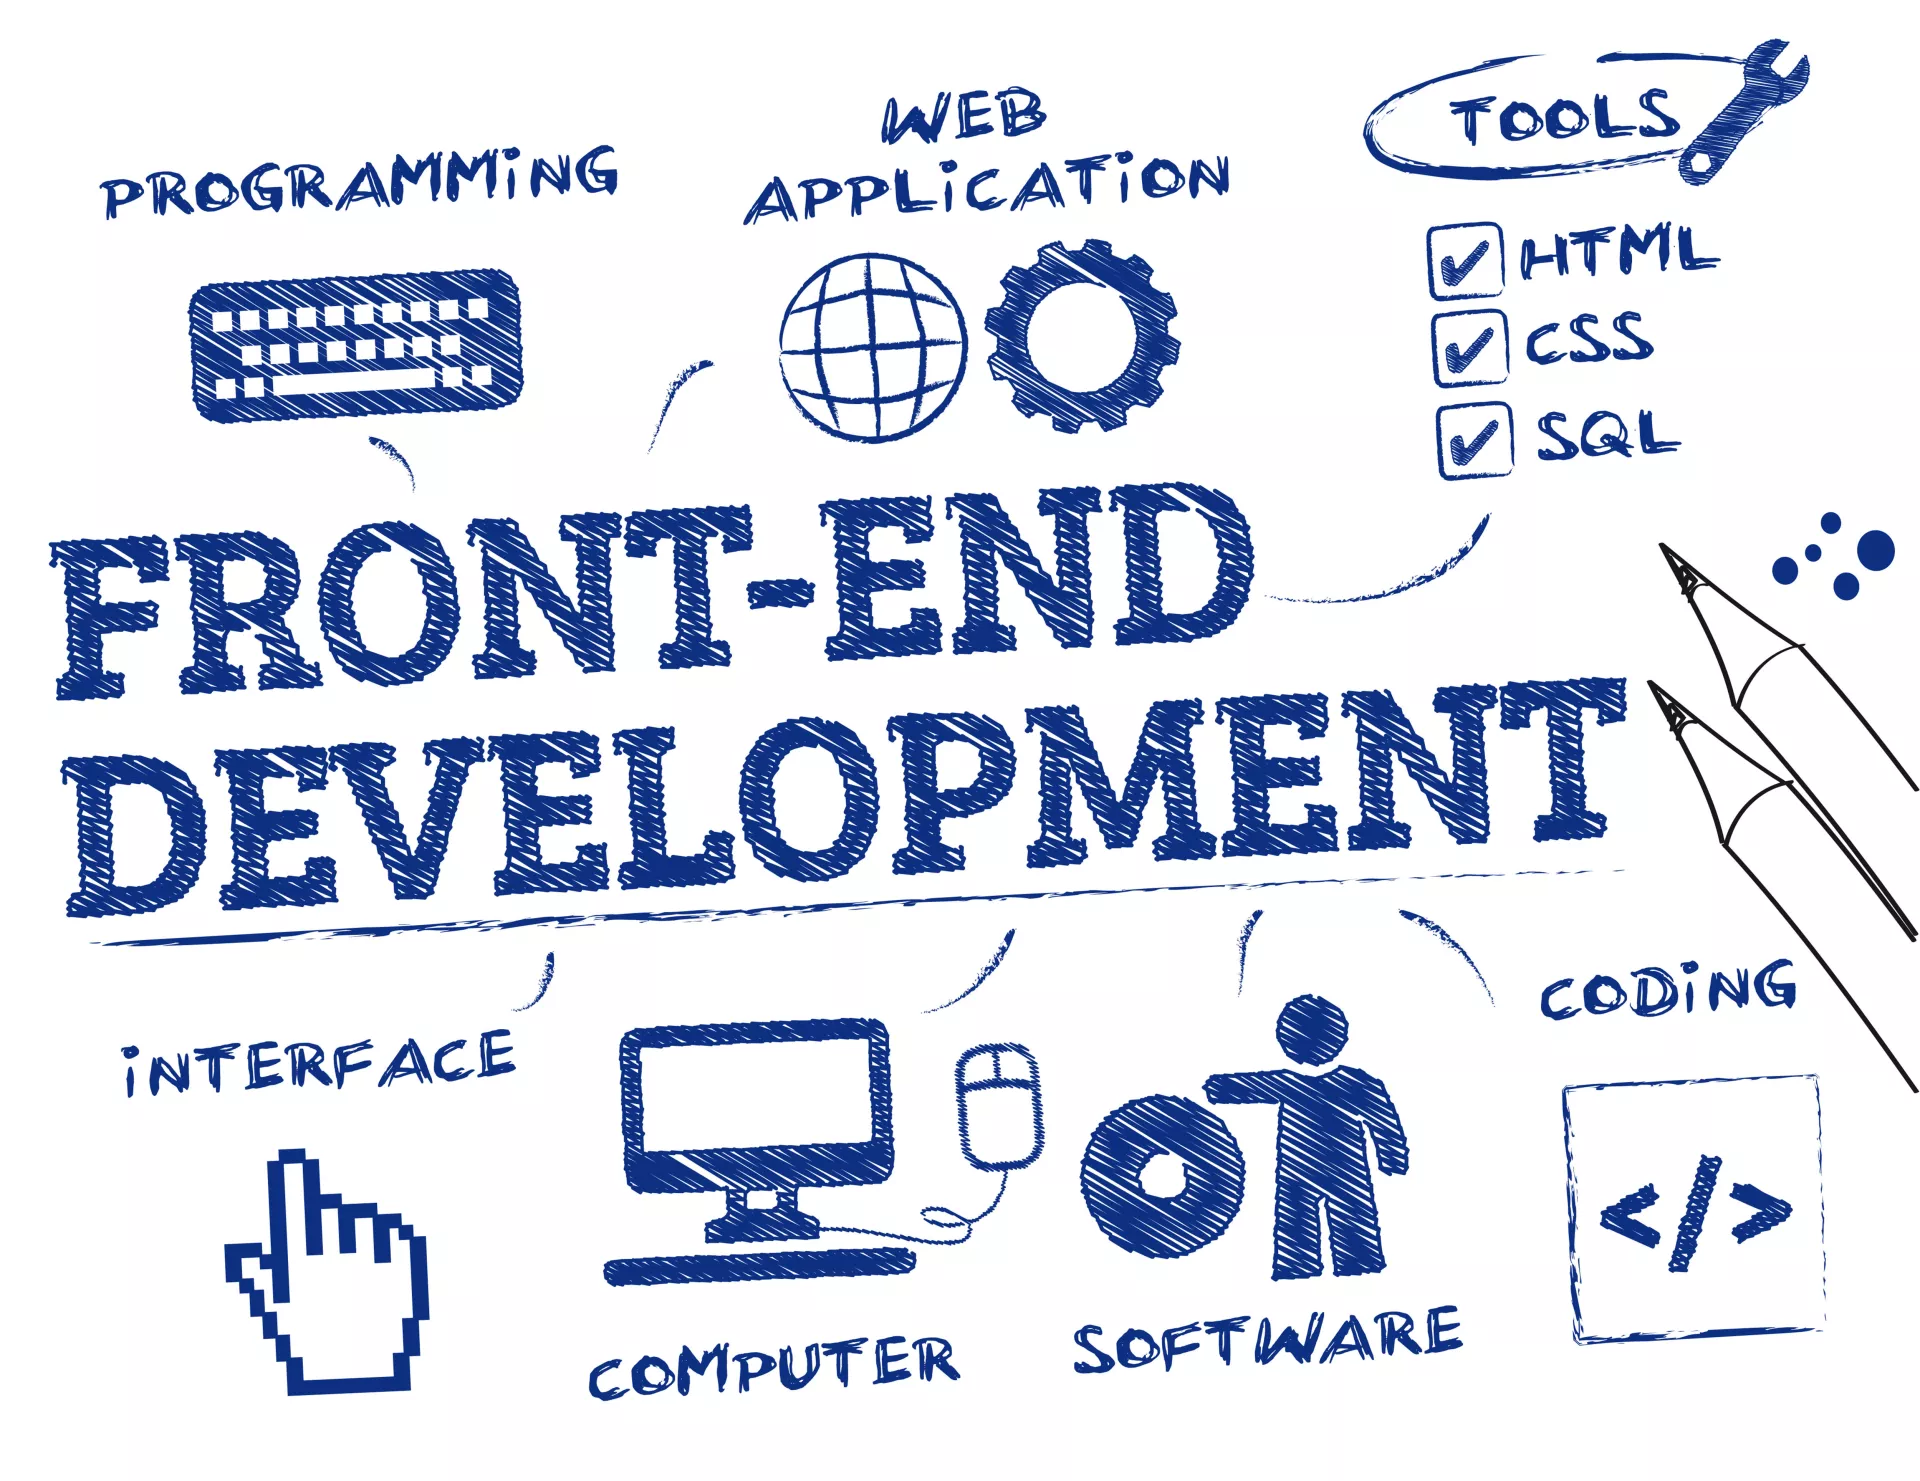 PROGRAMMiNG
WEB
APPLiCATiON
TOOLS
HTML
CSS
SQL
FRONT-END
DEVELOPMENT
iNTERFACE
COMPUTER
SOFTWARE
CODiNG
</>